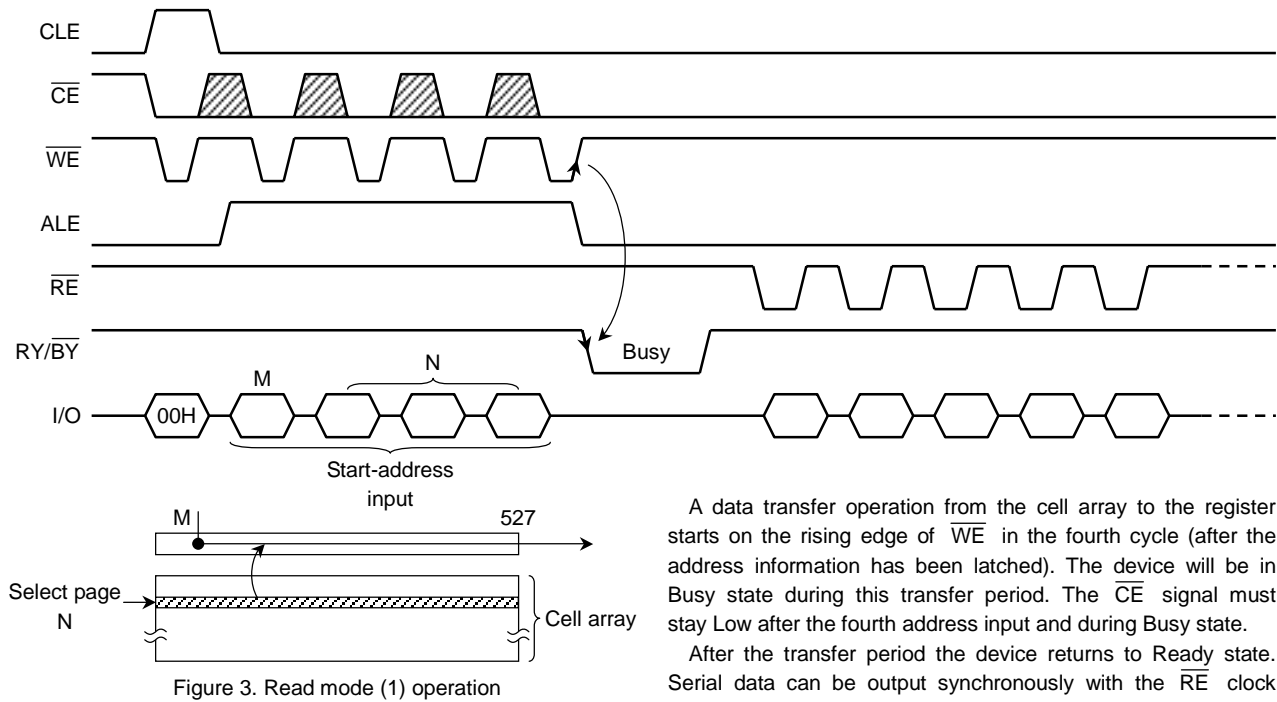 CLE
CE
WE
ALE
RE
RY/BY
Busy
M
N
I/O
00H
Start-address
input
M
527
Select page
N
Cell array
Figure 3. Read mode (1) operation
A data transfer operation from the cell array to the register
starts on the rising edge of WE in the fourth cycle (after the
address information has been latched). The device will be in
Busy state during this transfer period. The CE signal must
stay Low after the fourth address input and during Busy state.
After the transfer period the device returns to Ready state.
Serial data can be output synchronously with the RE clock